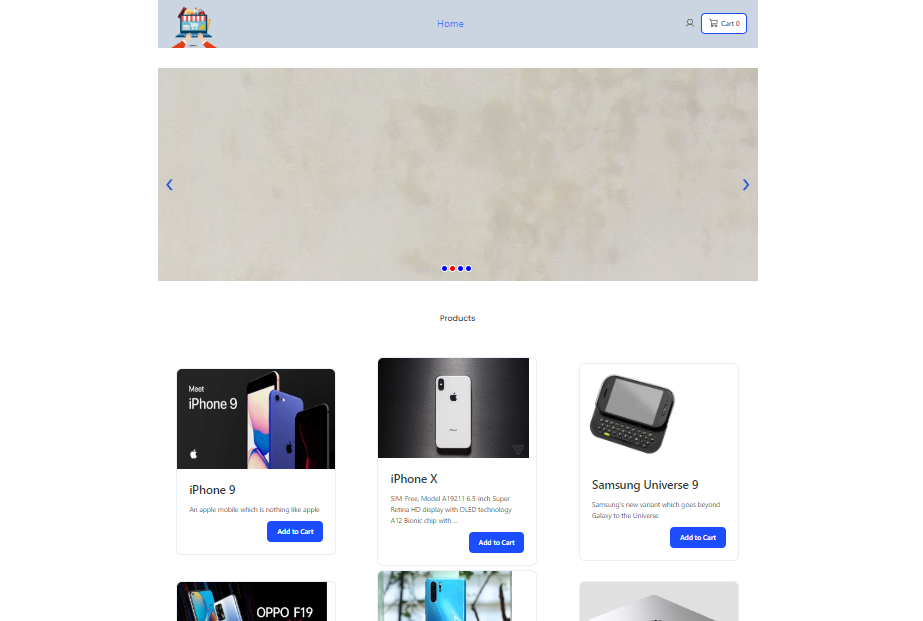 Home
Cart 0
Products
Meet
iPhone 9
iPhone 9
An apple mobile which is nothing like apple
Add to Cart
iPhone X
SIM-Free, Model A19211 6.5-inch Super
Retina HD display with OLED technology
A12 Bionic chip with ...
Add to Cart
Samsung Universe 9
Samsung's new variant which goes beyond
Galaxy to the Universe
Add to Cart
OPPO F19